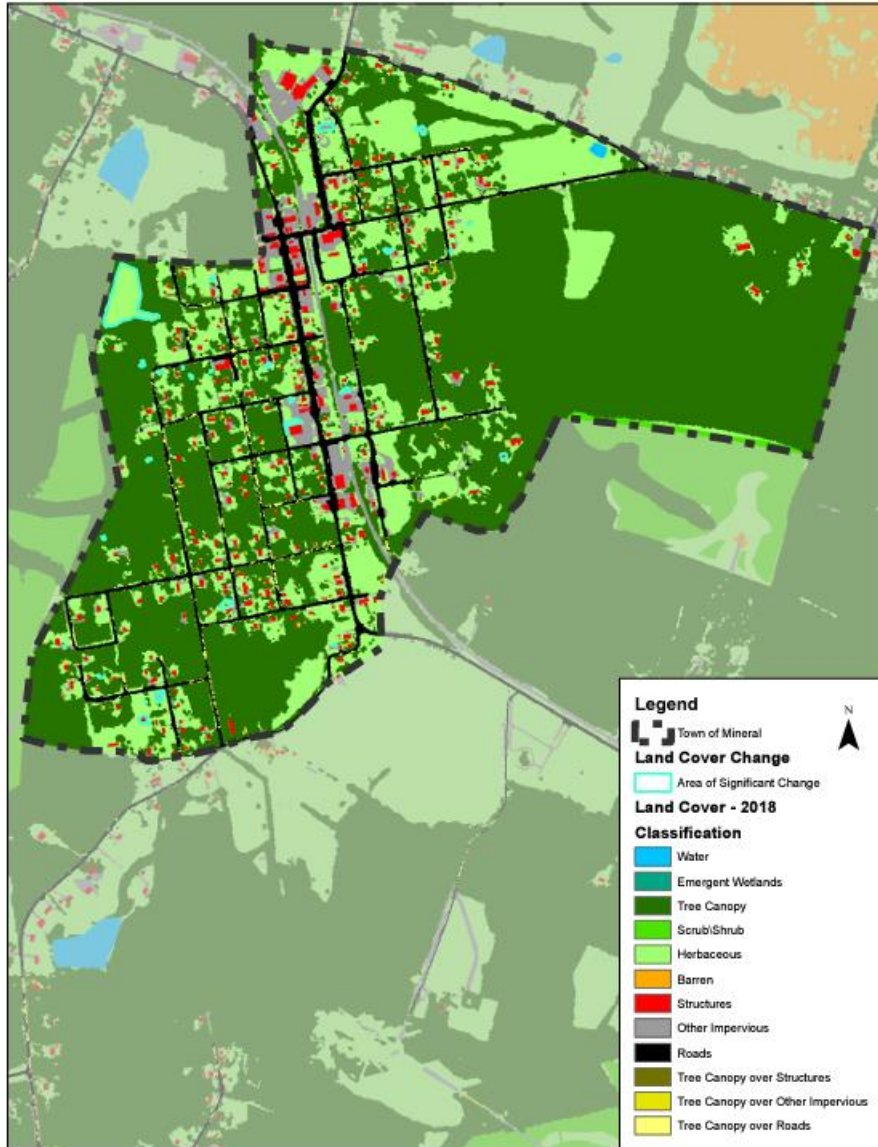 Legend
N
Town of Mineral
Land Cover Change
Area of Significant Change
Land Cover - 2018
Classification
Water
Emergent Wetlands
Tree Canopy
Scrub\Shrub
Herbaceous
Barren
Structures
Other Impervious
Roads
Tree Canopy over Structures
Tree Canopy over Other Impervious
Tree Canopy over Roads